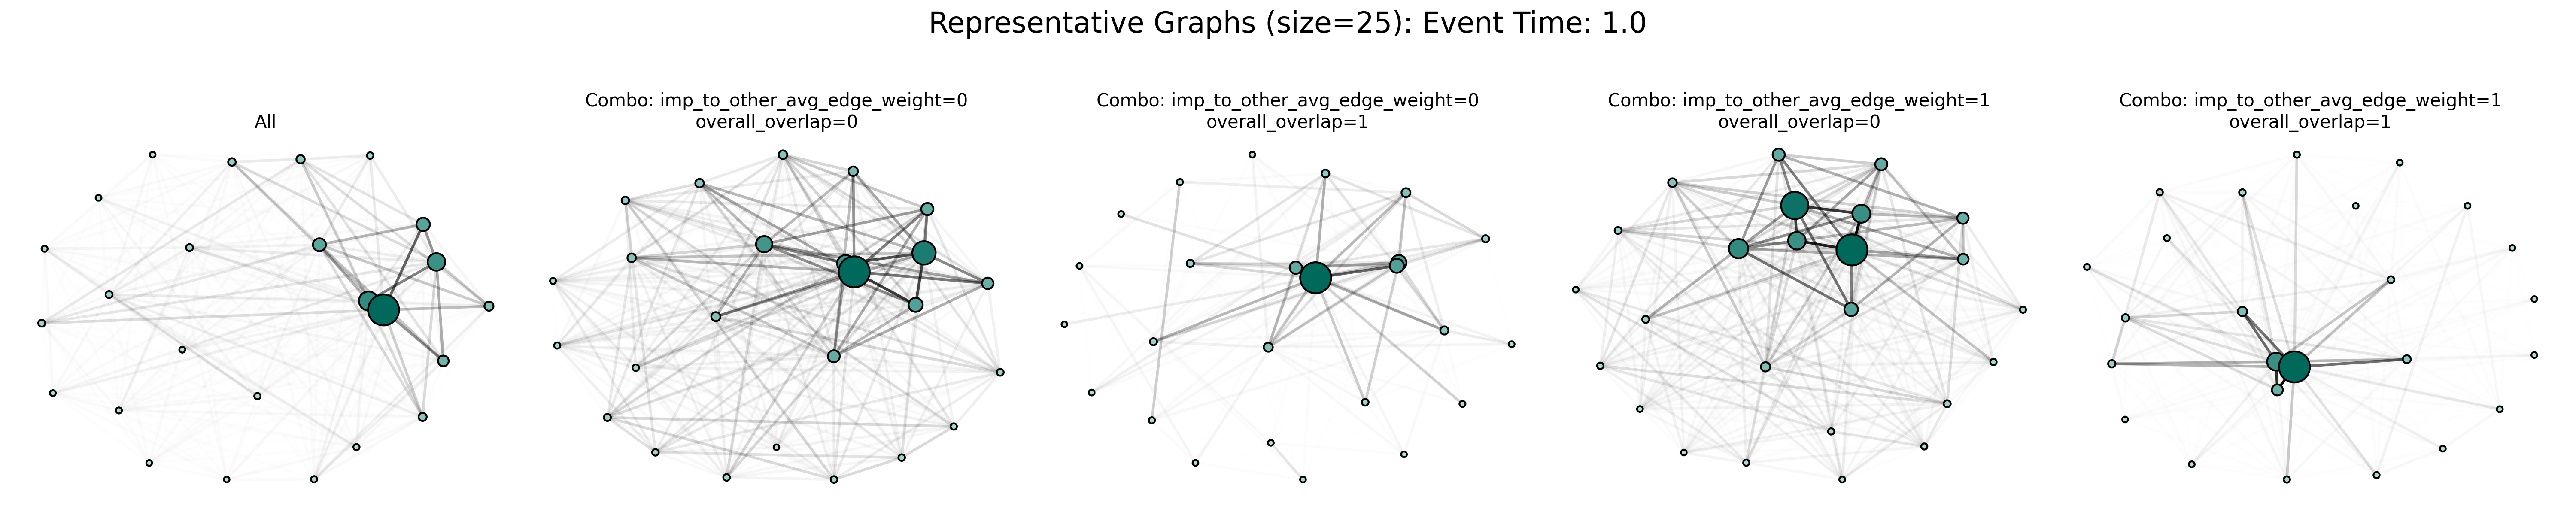 Representative Graphs (size=25): Event Time: 1.0
All
Combo: imp_to_other_avg_edge_weight=0
overall_overlap=0
Combo: imp_to_other_avg_edge_weight=0
overall_overlap=1
Combo: imp_to_other_avg_edge_weight=1
overall_overlap=0
Combo: imp_to_other_avg_edge_weight=1
overall_overlap=1